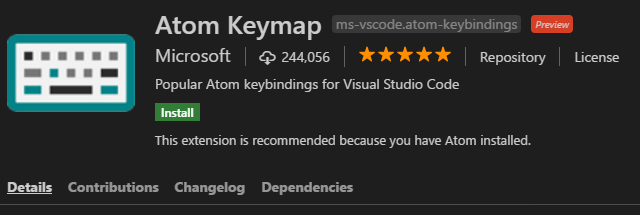 Atom Keymap ms-vscode.atom-keybindings Preview
Microsoft 244,056 Repository License
Popular Atom keybindings for Visual Studio Code
Install
This extension is recommended because you have Atom installed.
Details Contributions Changelog Dependencies